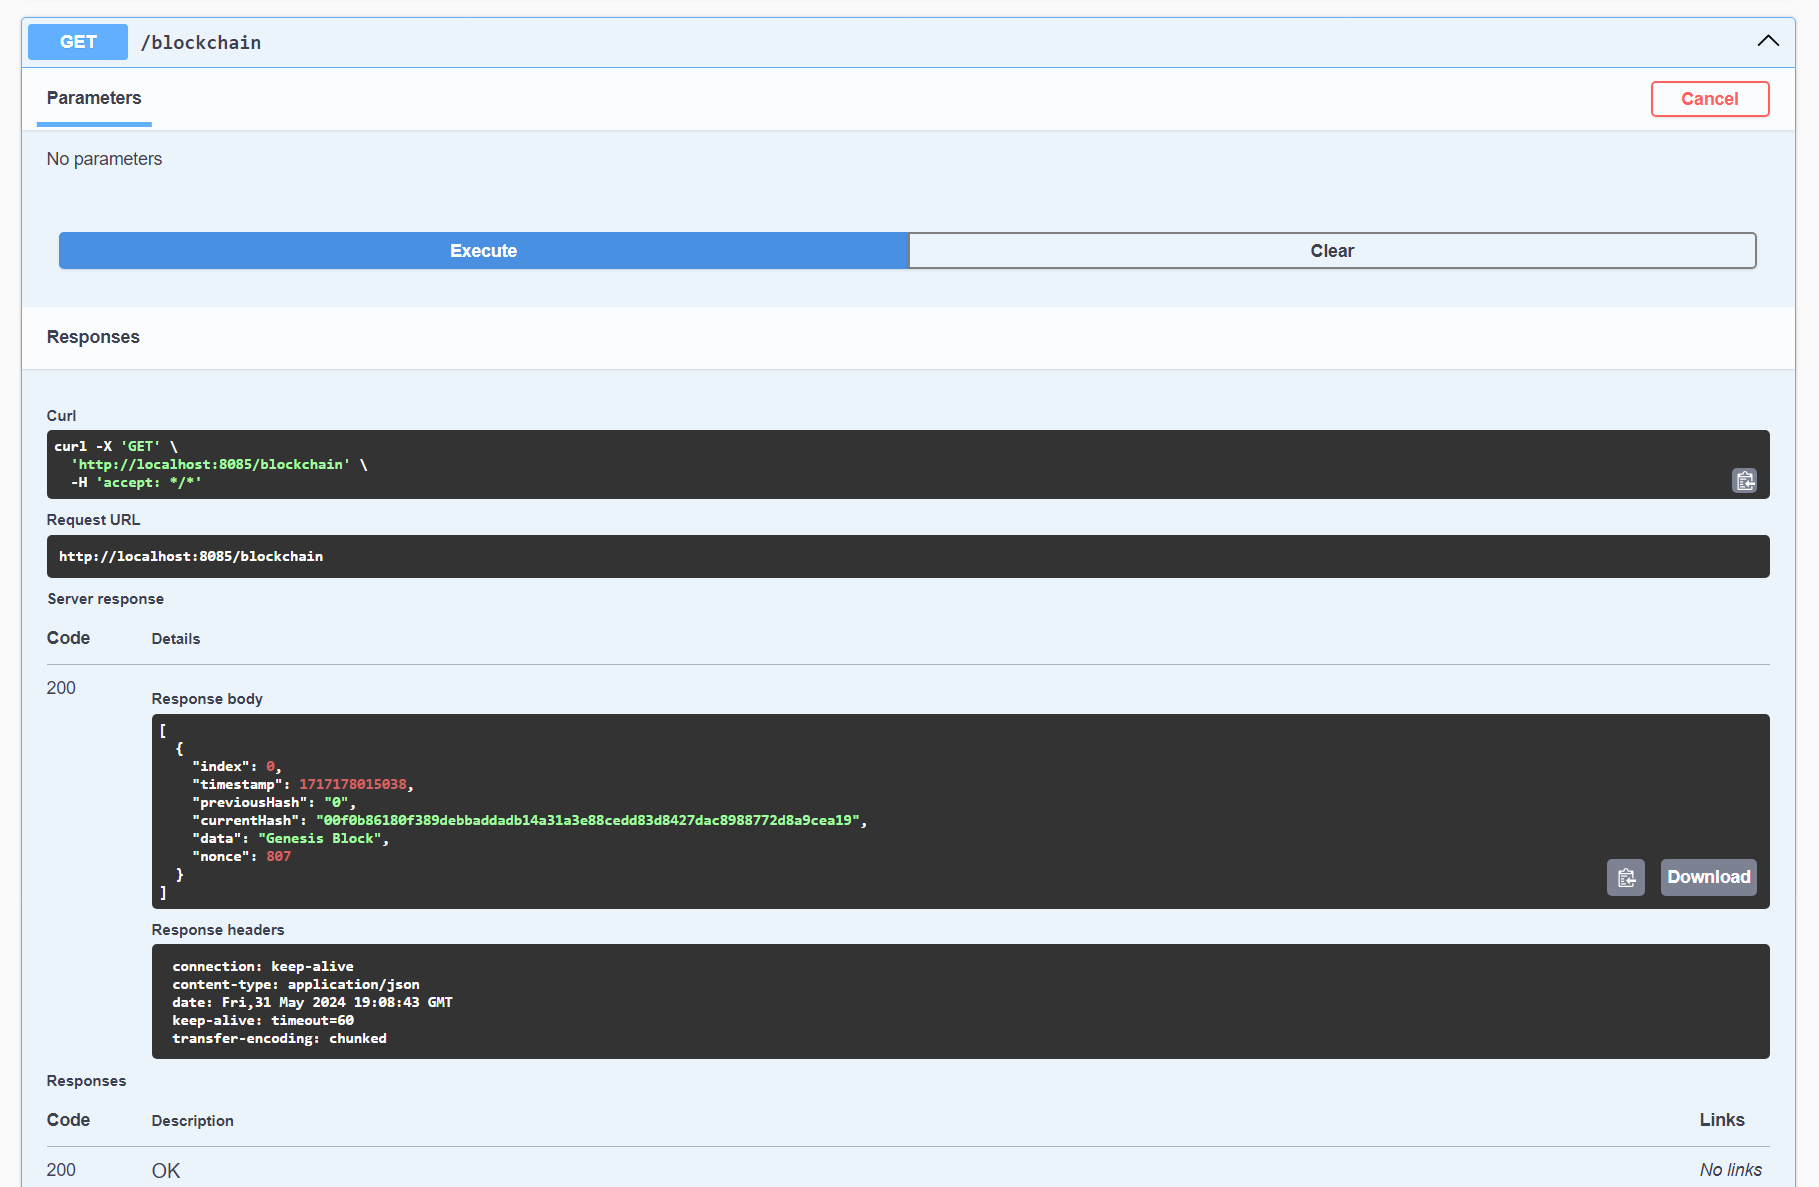 GET /blockchain
Parameters
Cancel
No parameters
Execute
Clear
Responses
Curl
curl -X 'GET' \
  'http://localhost:8085/blockchain' \
  -H 'accept: */*'
Request URL
http://localhost:8085/blockchain
Server response
Code Details
200
Response body
[
  {
    "index": 0,
    "timestamp": 1717178015038,
    "previousHash": "0",
    "currentHash": "00f0b86180f389debbaddadb14a31a3e88cedd83d8427dac8988772d8a9cea19",
    "data": "Genesis Block",
    "nonce": 807
  }
]
Download
Response headers
connection: keep-alive
content-type: application/json
date: Fri,31 May 2024 19:08:43 GMT
keep-alive: timeout=60
transfer-encoding: chunked
Responses
Code Description Links
200 OK No links